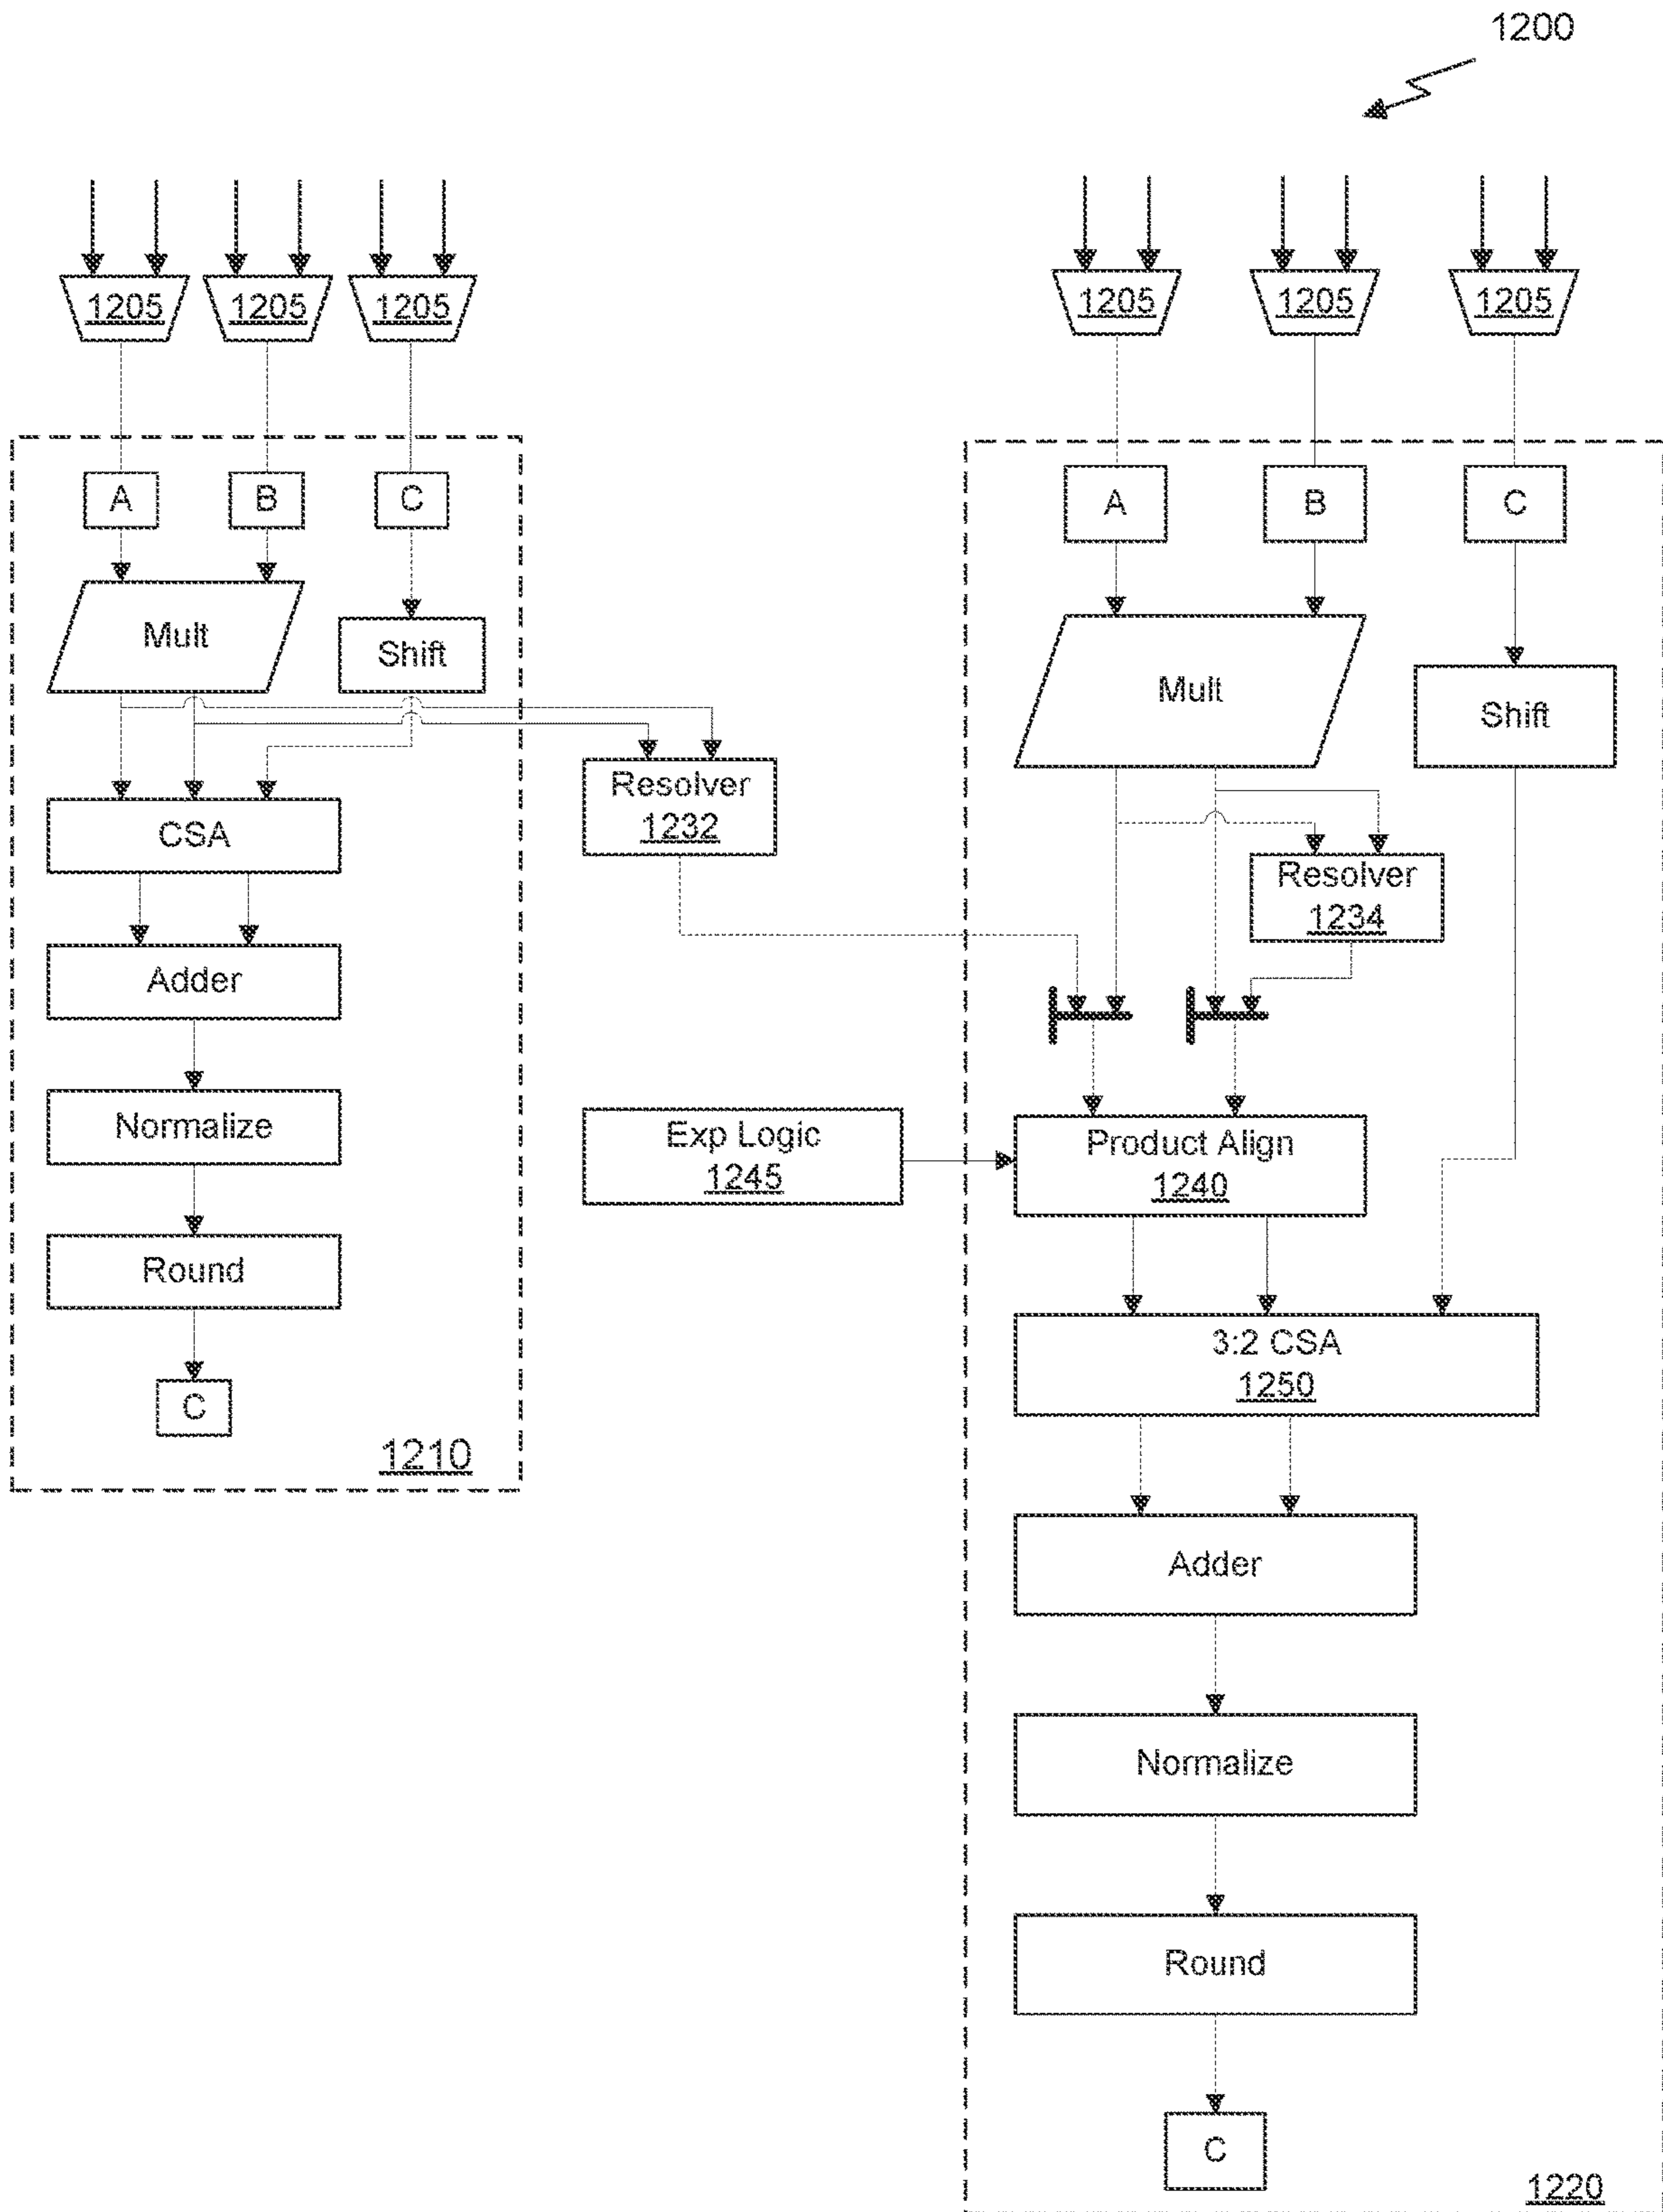 1200
1205 1205 1205
1205 1205 1205
A B C
A B C
Mult
Shift
Mult
Shift
Resolver
1232
CSA
Resolver
1234
Adder
Normalize
Exp Logic
1245
Product Align
1240
Round
3:2 CSA
1250
C
1210
Adder
Normalize
Round
C
1220